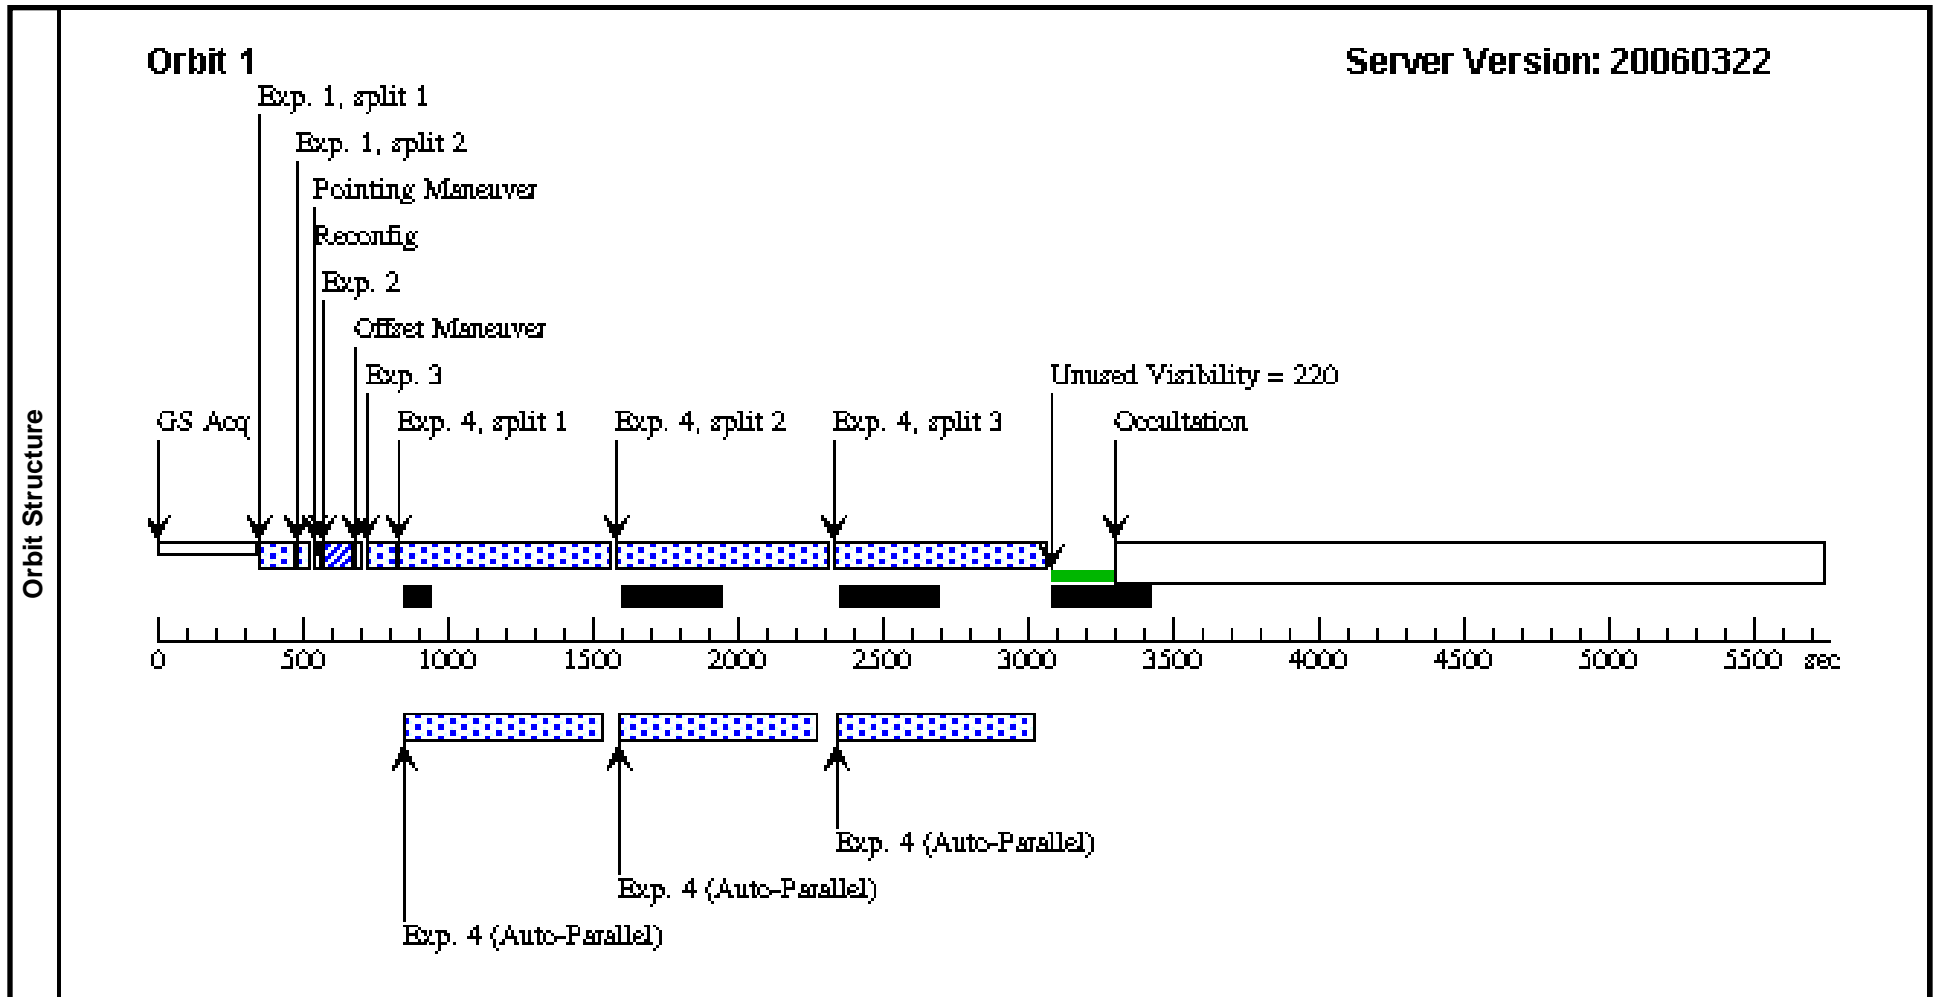 Orbit Structure
Orbit 1
Server Version: 20060322
Exp. 1, split 1
Exp. 1, split 2
Pointing Maneuver
Reconfig
Exp. 2
Offset Maneuver
Exp. 3
Unused Visibility = 220
GS Acq
Exp. 4, split 1
Exp. 4, split 2
Exp. 4, split 3
Occultation
0 500 1000 1500 2000 2500 3000 3500 4000 4500 5000 5500 sec
Exp. 4 (Auto-Parallel)
Exp. 4 (Auto-Parallel)
Exp. 4 (Auto-Parallel)